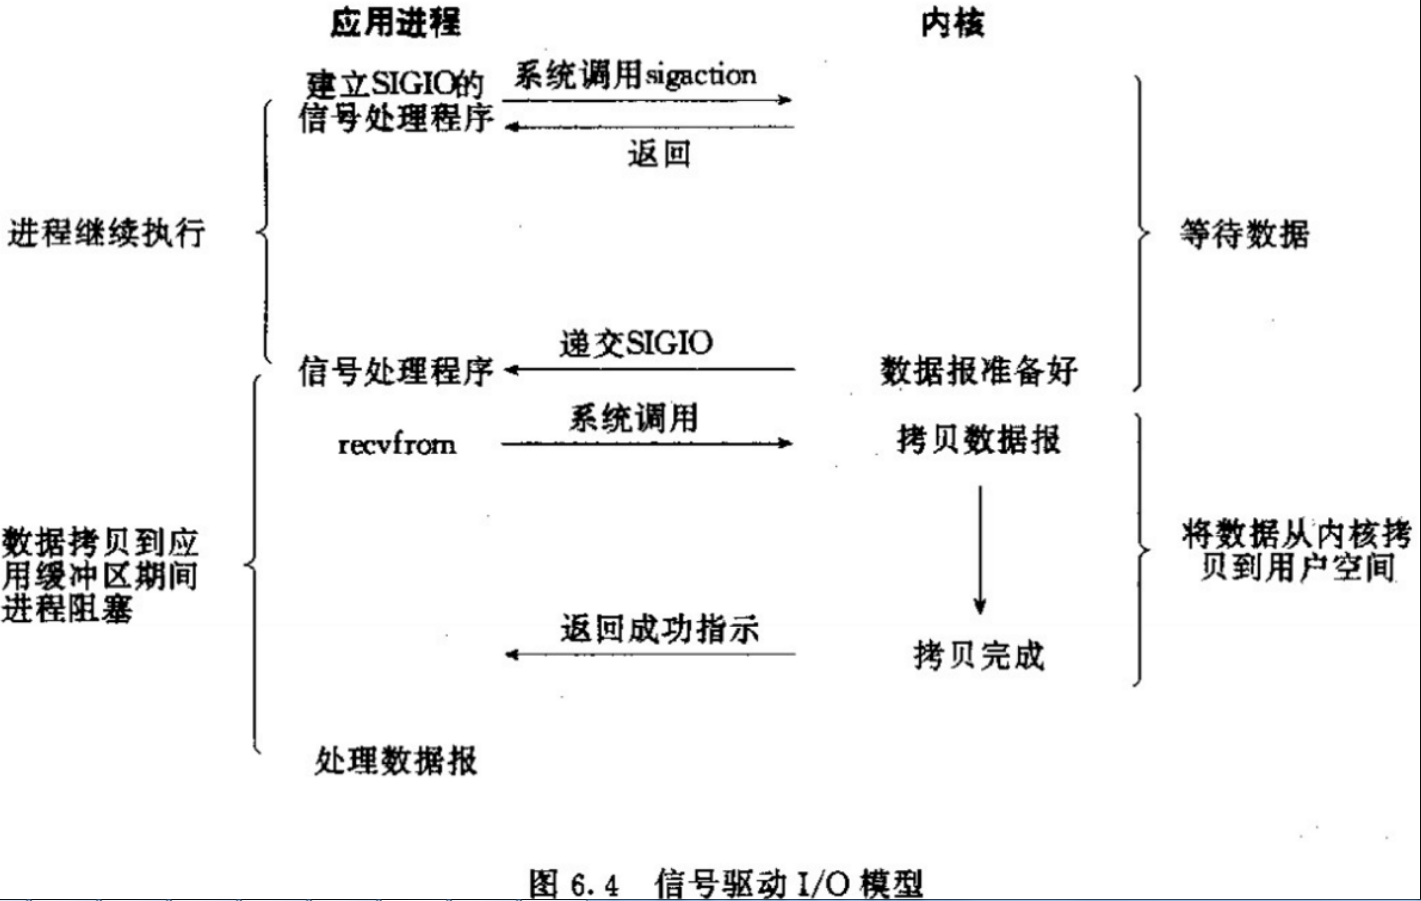 应用进程
内核
建立SIGIO的
信号处理程序
系统调用sigaction
返回
进程继续执行
等待数据
递交SIGIO
信号处理程序
数据报准备好
系统调用
recvfrom
拷贝数据报
数据拷贝到应
用缓冲区期间
进程阻塞
将数据从内核拷
贝到用户空间
返回成功指示
拷贝完成
处理数据报
图 6.4 信号驱动 I/O 模型